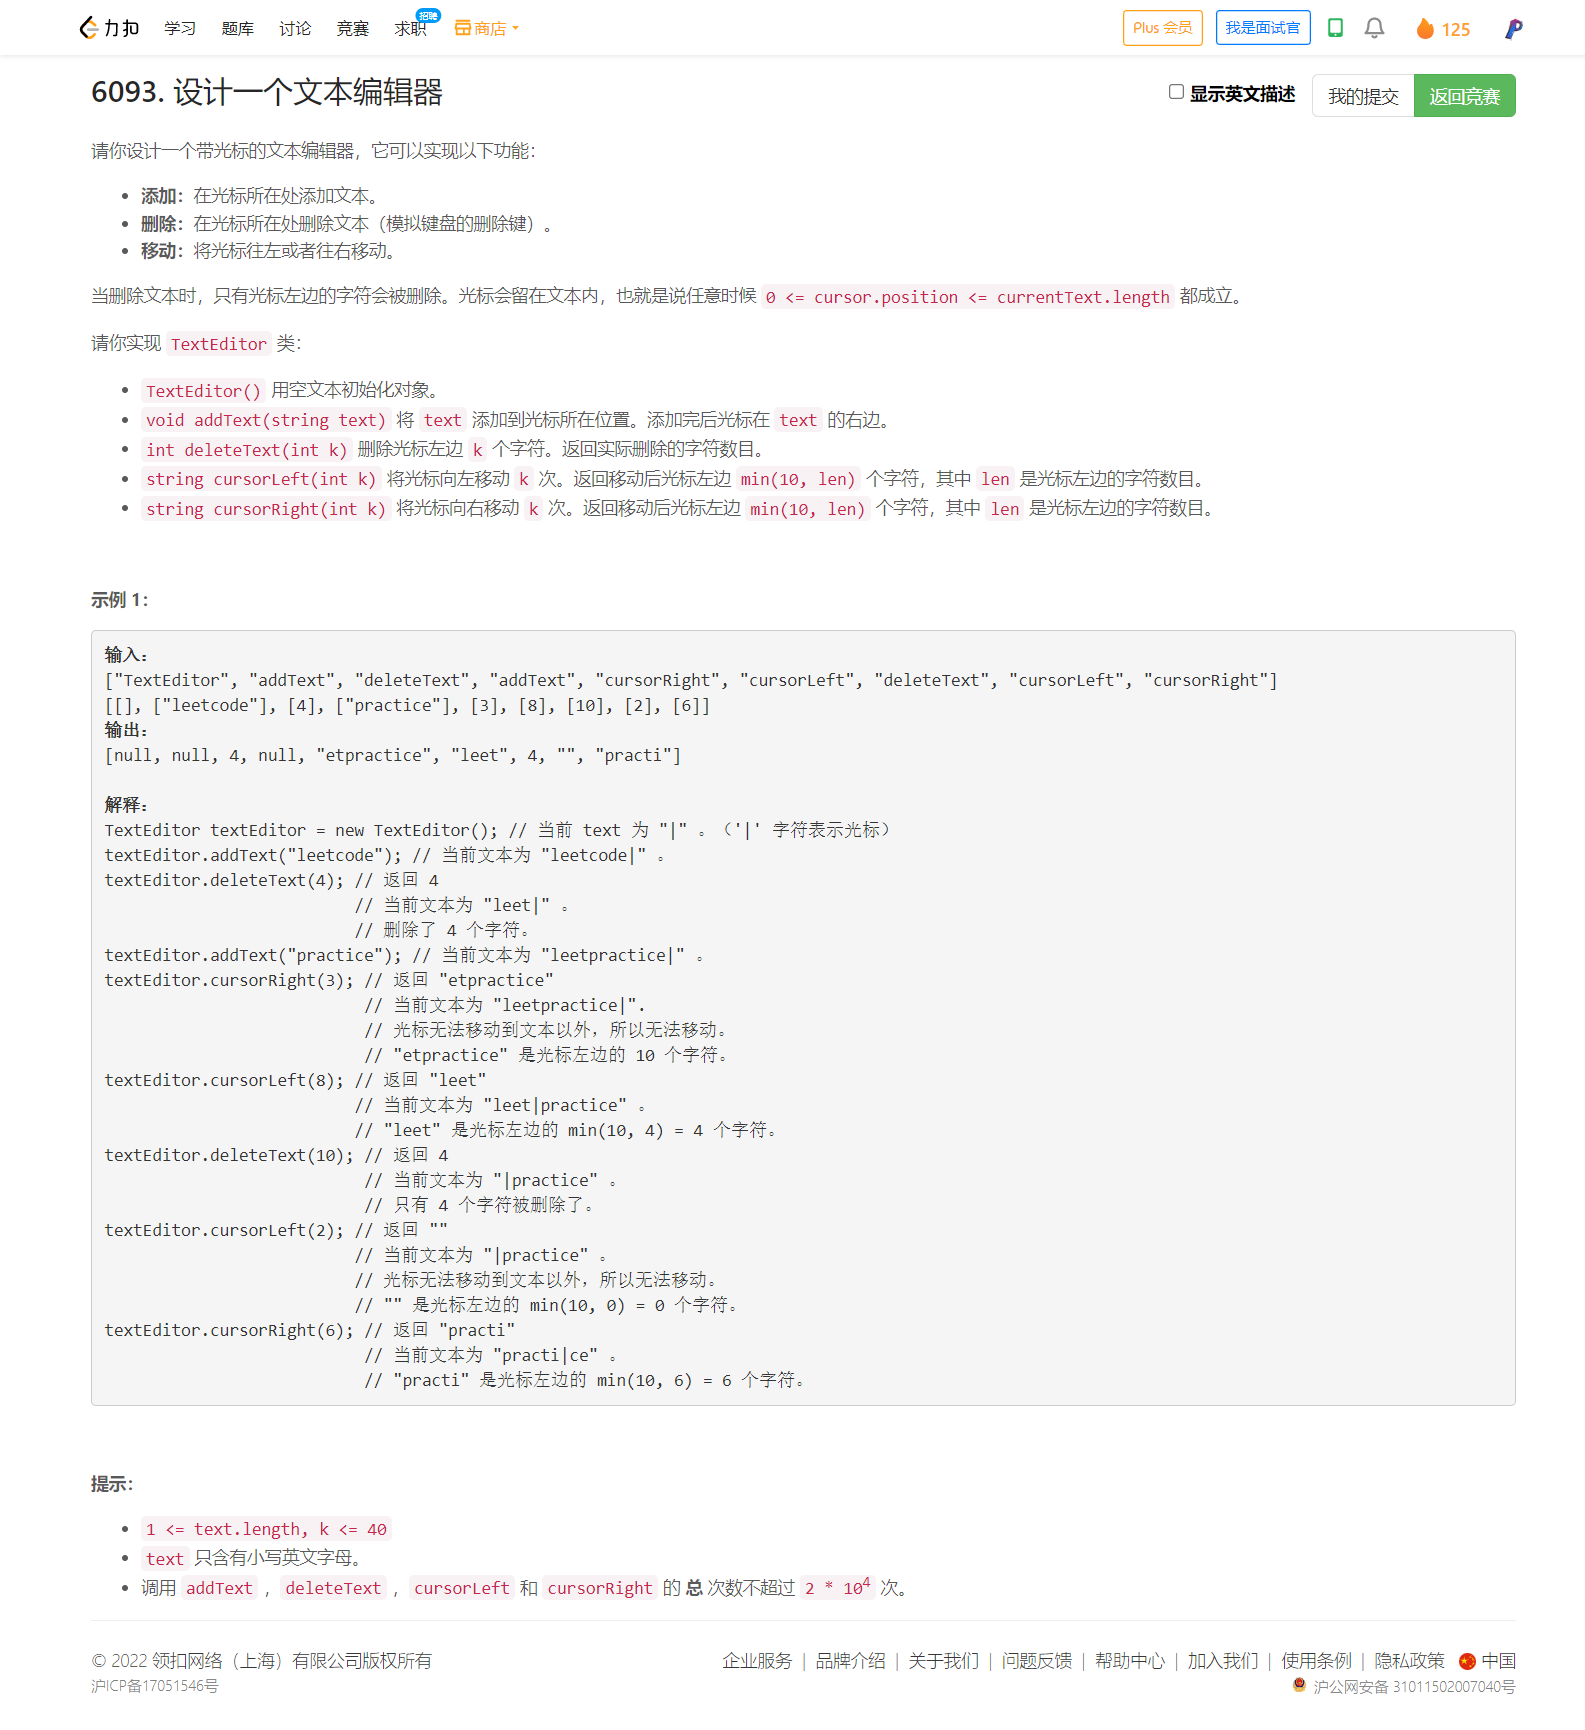 力扣 学习 题库 讨论 竞赛 求职 招聘 商店 Plus 会员 我是面试官 125
6093. 设计一个文本编辑器 显示英文描述 我的提交 返回竞赛
请你设计一个带光标的文本编辑器，它可以实现以下功能：
添加：在光标所在处添加文本。
删除：在光标所在处删除文本（模拟键盘的删除键）。
移动：将光标往左或者往右移动。
当删除文本时，只有光标左边的字符会被删除。光标会留在文本内，也就是说任意时候 0 <= cursor.position <= currentText.length 都成立。
请你实现 TextEditor 类：
TextEditor() 用空文本初始化对象。
void addText(string text) 将 text 添加到光标所在位置。添加完后光标在 text 的右边。
int deleteText(int k) 删除光标左边 k 个字符。返回实际删除的字符数目。
string cursorLeft(int k) 将光标向左移动 k 次。返回移动后光标左边 min(10, len) 个字符，其中 len 是光标左边的字符数目。
string cursorRight(int k) 将光标向右移动 k 次。返回移动后光标左边 min(10, len) 个字符，其中 len 是光标左边的字符数目。
示例 1：
输入：
["TextEditor", "addText", "deleteText", "addText", "cursorRight", "cursorLeft", "deleteText", "cursorLeft", "cursorRight"]
[[], ["leetcode"], [4], ["practice"], [3], [8], [10], [2], [6]]
输出：
[null, null, 4, null, "etpractice", "leet", 4, "", "practi"]
解释：
TextEditor textEditor = new TextEditor(); // 当前 text 为 "|" 。（'|' 字符表示光标）
textEditor.addText("leetcode"); // 当前文本为 "leetcode|" 。
textEditor.deleteText(4); // 返回 4
// 当前文本为 "leet|" 。
// 删除了 4 个字符。
textEditor.addText("practice"); // 当前文本为 "leetpractice|" 。
textEditor.cursorRight(3); // 返回 "etpractice"
// 当前文本为 "leetpractice|".
// 光标无法移动到文本以外，所以无法移动。
// "etpractice" 是光标左边的 10 个字符。
textEditor.cursorLeft(8); // 返回 "leet"
// 当前文本为 "leet|practice" 。
// "leet" 是光标左边的 min(10, 4) = 4 个字符。
textEditor.deleteText(10); // 返回 4
// 当前文本为 "|practice" 。
// 只有 4 个字符被删除了。
textEditor.cursorLeft(2); // 返回 ""
// 当前文本为 "|practice" 。
// 光标无法移动到文本以外，所以无法移动。
// "" 是光标左边的 min(10, 0) = 0 个字符。
textEditor.cursorRight(6); // 返回 "practi"
// 当前文本为 "practi|ce" 。
// "practi" 是光标左边的 min(10, 6) = 6 个字符。
提示：
1 <= text.length, k <= 40
text 只含有小写英文字母。
调用 addText ，deleteText ，cursorLeft 和 cursorRight 的 总 次数不超过 2 * 10⁴ 次。
© 2022 领扣网络（上海）有限公司版权所有 企业服务 | 品牌介绍 | 关于我们 | 问题反馈 | 帮助中心 | 加入我们 | 使用条例 | 隐私政策 中国
沪ICP备17051546号 沪公网安备 31011502007040号